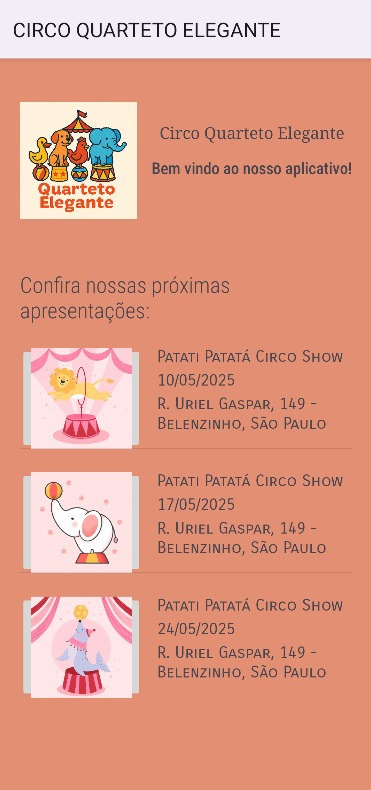 CIRCO QUARTETO ELEGANTE
Quarteto
Elegante
Circo Quarteto Elegante
Bem vindo ao nosso aplicativo!
Confira nossas próximas
apresentações:
Patati Patatá Circo Show
10/05/2025
R. Uriel Gaspar, 149 -
Belenzinho, São Paulo
Patati Patatá Circo Show
17/05/2025
R. Uriel Gaspar, 149 -
Belenzinho, São Paulo
Patati Patatá Circo Show
24/05/2025
R. Uriel Gaspar, 149 -
Belenzinho, São Paulo